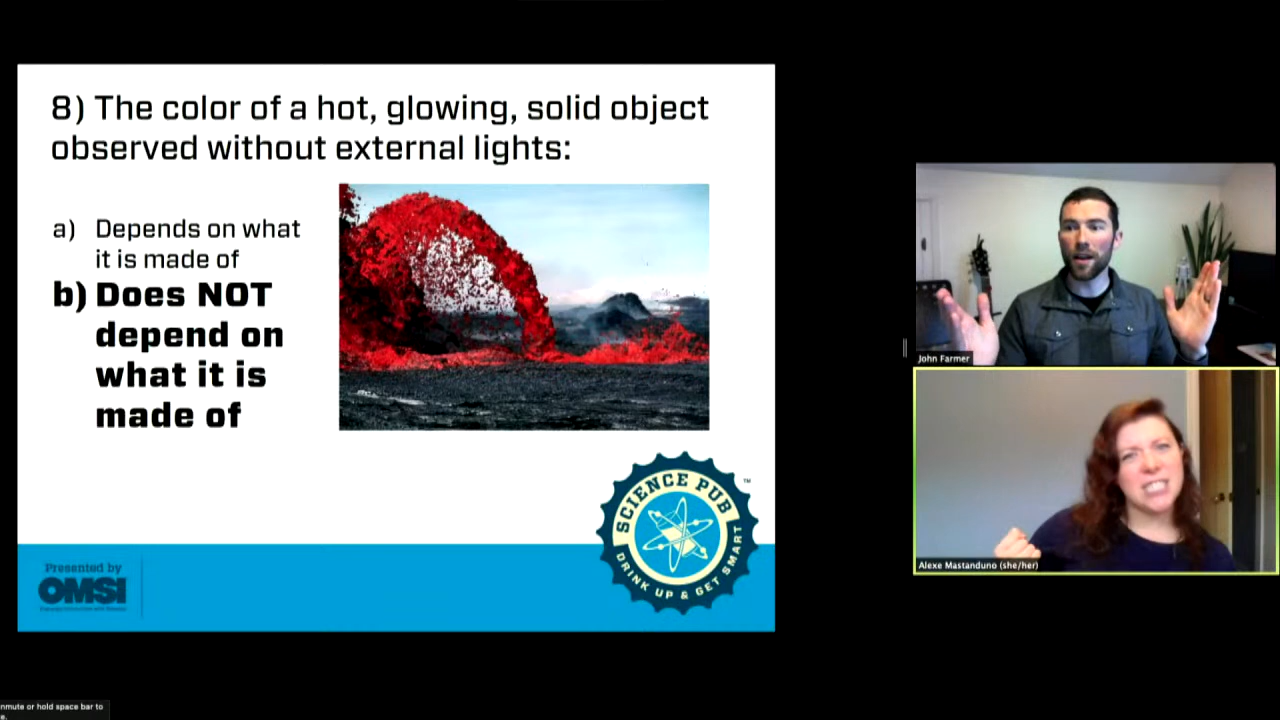 8) The color of a hot, glowing, solid object
observed without external lights:
a) Depends on what
it is made of
b) Does NOT
depend on
what it is
made of
SCIENCE PUB
DRINK UP & GET SMART
TM
Presented by
OMSI
John Farmer
Alexe Mastanduno (she/her)
nmute or hold space bar to
e.